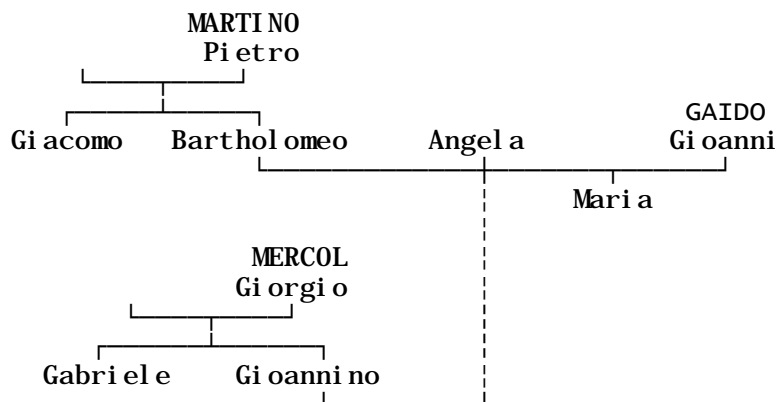 MARTINO
Pietro
GAIDO
Giacomo Bartholomeo Angela Gioanni
Maria
MERCOL
Giorgio
Gabriele Gioannino